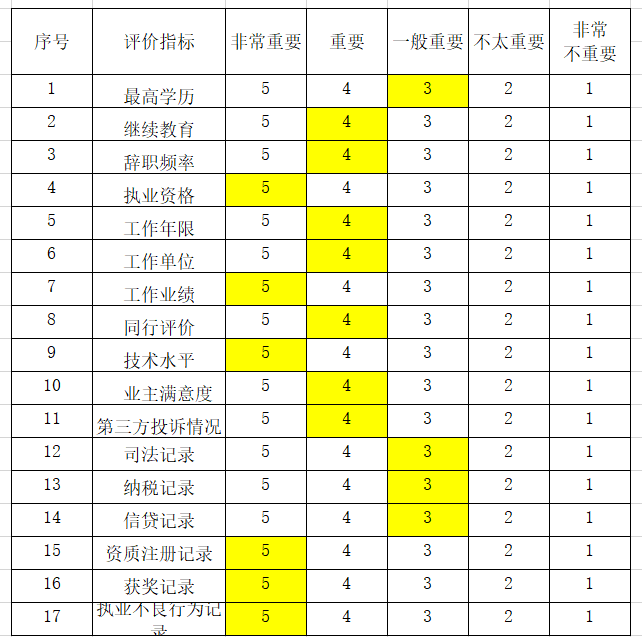 序号 评价指标 非常重要 重要 一般重要 不太重要 非常
不重要
1 最高学历 5 4 3 2 1
2 继续教育 5 4 3 2 1
3 辞职频率 5 4 3 2 1
4 执业资格 5 4 3 2 1
5 工作年限 5 4 3 2 1
6 工作单位 5 4 3 2 1
7 工作业绩 5 4 3 2 1
8 同行评价 5 4 3 2 1
9 技术水平 5 4 3 2 1
10 业主满意度 5 4 3 2 1
11 第三方投诉情况 5 4 3 2 1
12 司法记录 5 4 3 2 1
13 纳税记录 5 4 3 2 1
14 信贷记录 5 4 3 2 1
15 资质注册记录 5 4 3 2 1
16 获奖记录 5 4 3 2 1
17 执业不良行为记 5 4 3 2 1
录